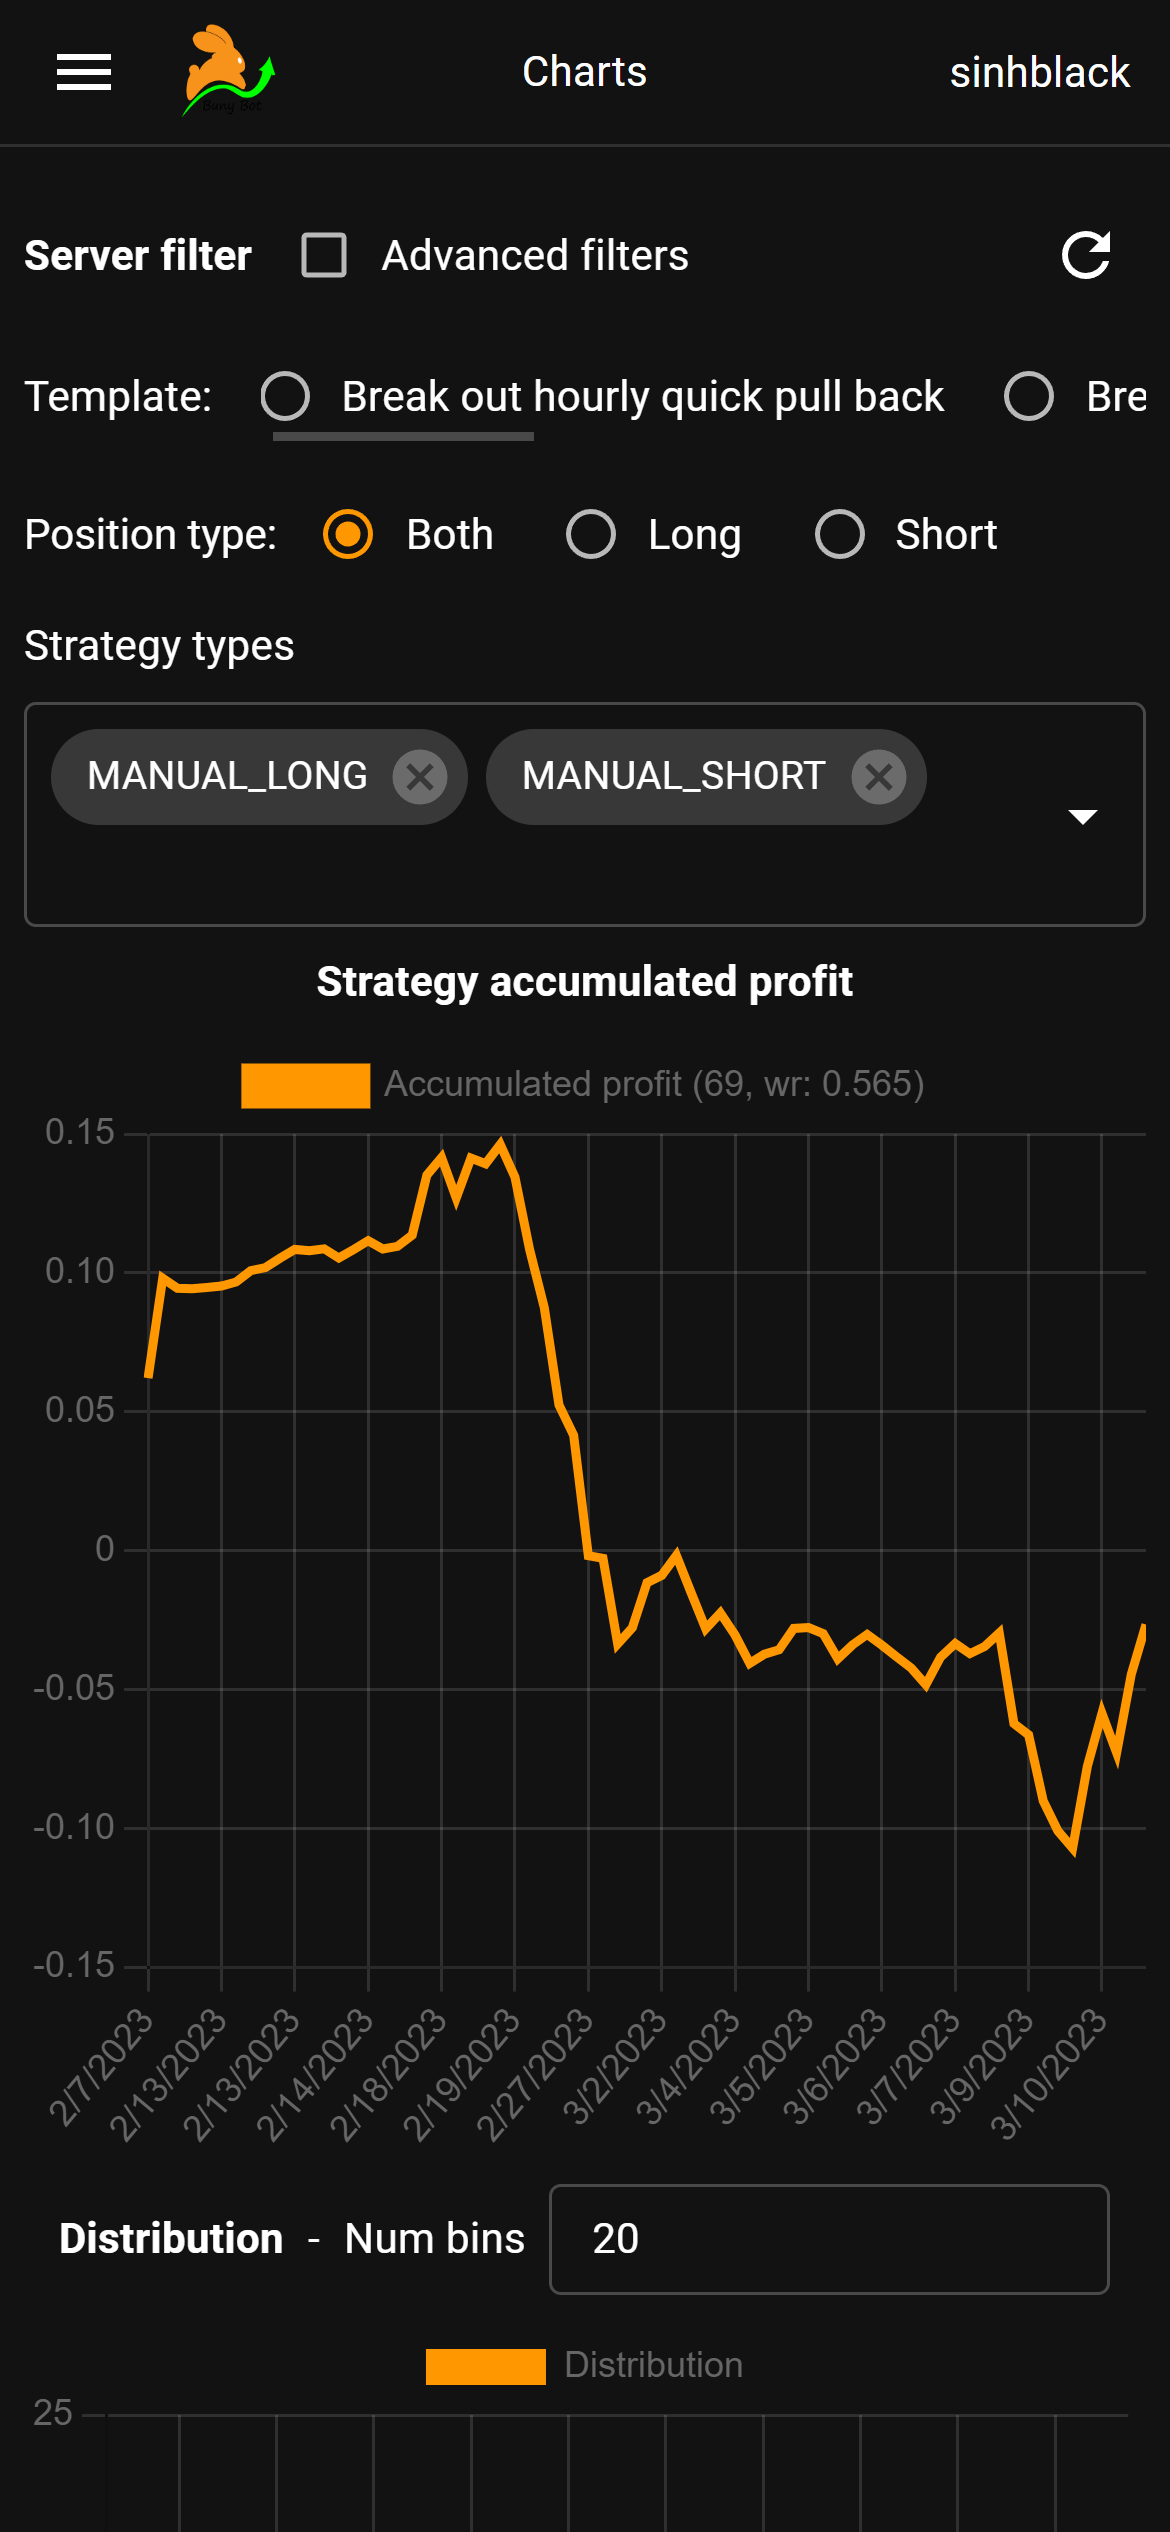 Buny Bot
Charts
sinhblack
Server filter
Advanced filters
Template:
Break out hourly quick pull back
Bre
Position type:
Both
Long
Short
Strategy types
MANUAL_LONG
MANUAL_SHORT
Strategy accumulated profit
Accumulated profit (69, wr: 0.565)
0.15
0.10
0.05
0
-0.05
-0.10
-0.15
2/7/2023
2/13/2023
2/13/2023
2/14/2023
2/18/2023
2/19/2023
2/27/2023
3/2/2023
3/4/2023
3/5/2023
3/6/2023
3/7/2023
3/9/2023
3/10/2023
Distribution - Num bins
20
Distribution
25